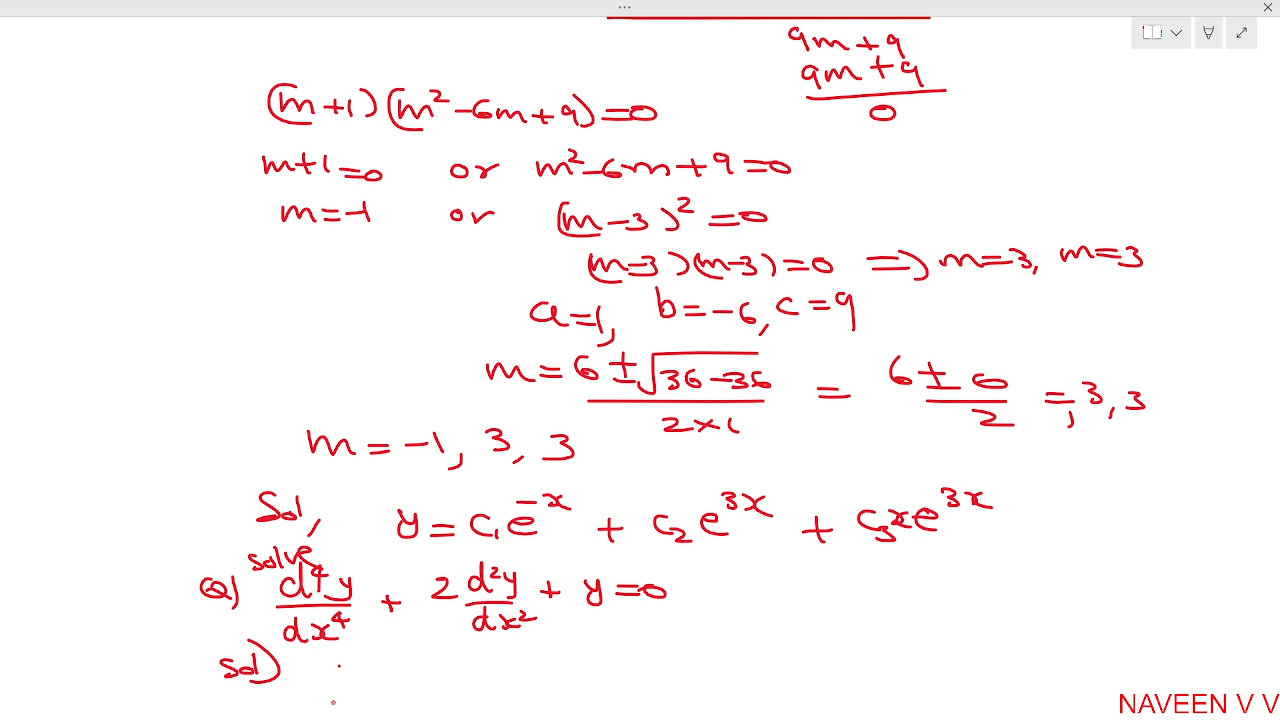 9m+9
9m+9
0
(m+1)(m²-6m+9)=0
m+1=0 or m²-6m+9=0
m=-1 or (m-3)²=0
(m-3)(m-3)=0 => m=3, m=3
a=1, b=-6, c=9
m=6±√36-36/2×1 = 6±0/2 =, 3, 3
m=-1, 3, 3
Sol, y=c₁e⁻ˣ + c₂e³ˣ + c₃xe³ˣ
solve
Q) d⁴y/dx⁴ + 2 d²y/dx² + y=0
Sol)
NAVEEN V V